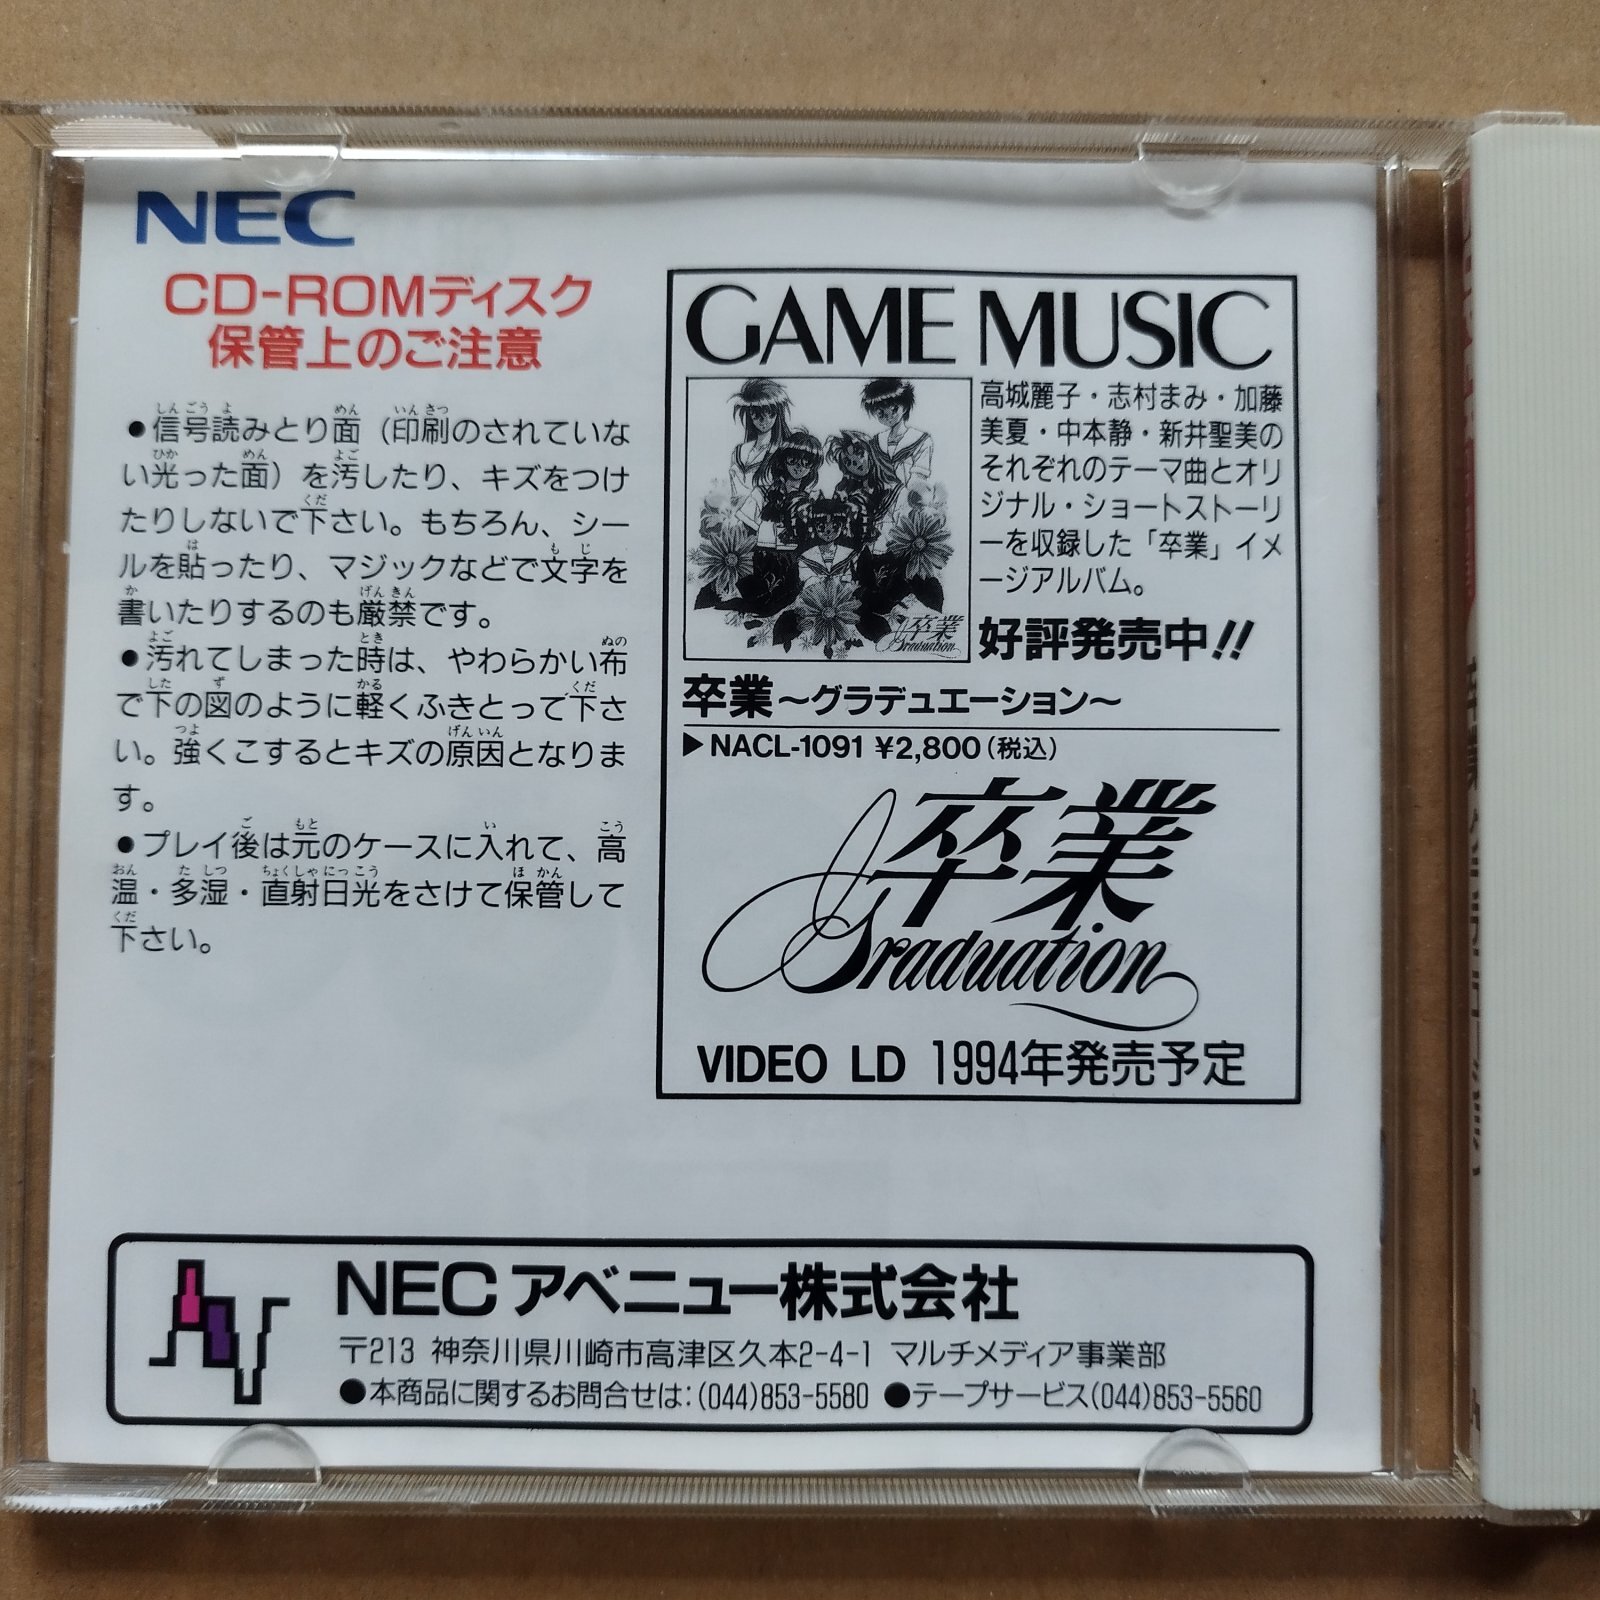 NEC
CD-ROMディスク
保管上のご注意
●信号読みとり面（印刷のされていな
い光った面）を汚したり、キズをつけ
たりしないで下さい。もちろん、シー
ルを貼ったり、マジックなどで文字を
書いたりするのも厳禁です。
●汚れてしまった時は、やわらかい布
で下の図のように軽くふきとって下さ
い。強くこするとキズの原因となりま
す。
●プレイ後は元のケースに入れて、高
温・多湿・直射日光をさけて保管して
下さい。
GAME MUSIC
高城麗子・志村まみ・加藤
美夏・中本静・新井聖美の
それぞれのテーマ曲とオリ
ジナル・ショートストーリ
ーを収録した「卒業」イメ
ージアルバム。
好評発売中!!
卒業
Graduation
卒業～グラデュエーション～
▶NACL-1091 ¥2,800(税込)
卒業
Graduation
VIDEO LD 1994年発売予定
NECアベニュー株式会社
〒213 神奈川県川崎市高津区久本2-4-1 マルチメディア事業部
●本商品に関するお問合せは:(044)853-5580 ●テープサービス(044)853-5560